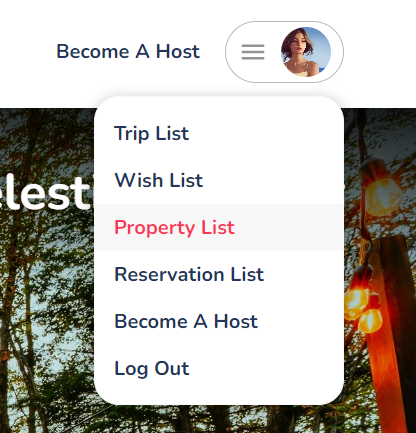 Become A Host
Trip List
Wish List
Property List
Reservation List
Become A Host
Log Out